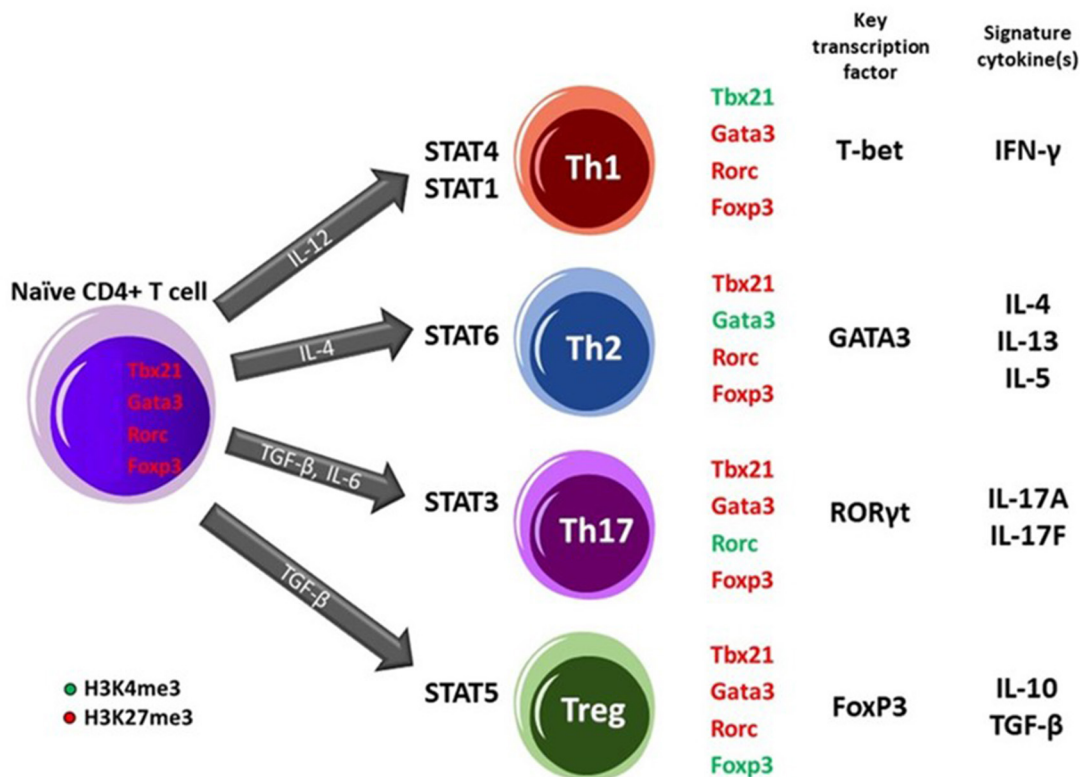 Key
transcription
factor
Signature
cytokine(s)
Naïve CD4+ T cell
Tbx21
Gata3
Rorc
Foxp3
IL-12
STAT4
STAT1
Th1
Tbx21
Gata3
Rorc
Foxp3
T-bet
IFN-γ
IL-4
STAT6
Th2
Tbx21
Gata3
Rorc
Foxp3
GATA3
IL-4
IL-13
IL-5
TGF-β, IL-6
STAT3
Th17
Tbx21
Gata3
Rorc
Foxp3
RORγt
IL-17A
IL-17F
TGF-β
STAT5
Treg
Tbx21
Gata3
Rorc
Foxp3
FoxP3
IL-10
TGF-β
H3K4me3
H3K27me3